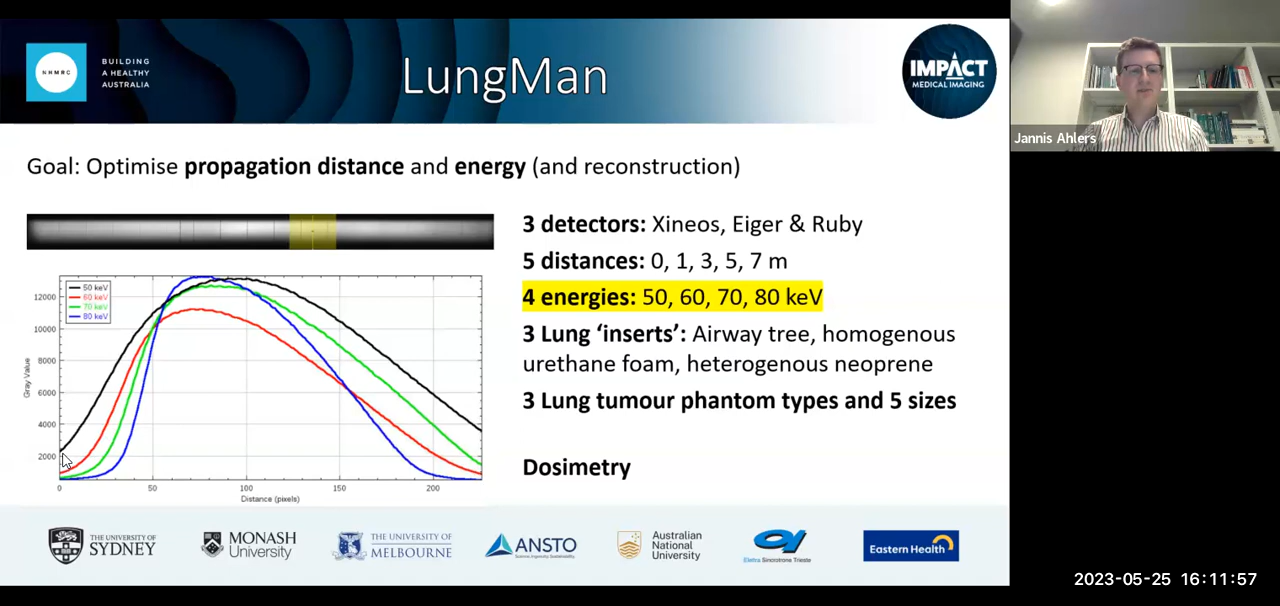 NHMRC
BUILDING
A HEALTHY
AUSTRALIA
LungMan
IMPACT
MEDICAL IMAGING
Jannis Ahlers
Goal: Optimise propagation distance and energy (and reconstruction)
3 detectors: Xineos, Eiger & Ruby
5 distances: 0, 1, 3, 5, 7 m
4 energies: 50, 60, 70, 80 keV
3 Lung ‘inserts’: Airway tree, homogenous
urethane foam, heterogenous neoprene
3 Lung tumour phantom types and 5 sizes
Dosimetry
50 keV
60 keV
70 keV
80 keV
Gray Value
12000
10000
8000
6000
4000
2000
0 50 100 150 200
Distance (pixels)
THE UNIVERSITY OF
SYDNEY
MONASH
University
THE UNIVERSITY OF
MELBOURNE
ANSTO
Australian
National
University
Elettra Sincrotrone Trieste
Eastern Health
2023-05-25 16:11:57